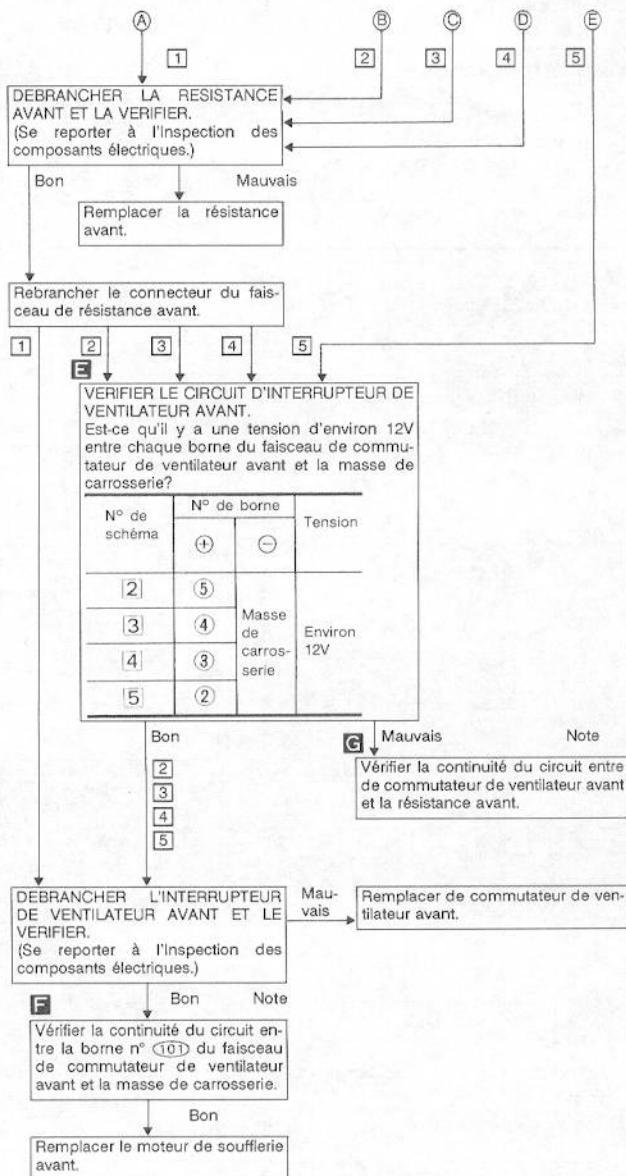 A B C D E
1 2 3 4 5
DEBRANCHER LA RESISTANCE
AVANT ET LA VERIFIER.
(Se reporter à l'Inspection des
composants électriques.)
Bon Mauvais
Remplacer la résistance
avant.
Rebrancher le connecteur du fais-
ceau de résistance avant.
1 2 3 4 5
E
VERIFIER LE CIRCUIT D'INTERRUPTEUR DE
VENTILATEUR AVANT.
Est-ce qu'il y a une tension d'environ 12V
entre chaque borne du faisceau de commu-
tateur de ventilateur avant et la masse de
carrosserie?
N° de
schéma
N° de borne
⊕ ⊖
Tension
2 ⑤
3 ④
4 ③
5 ②
Masse
de
carros-
serie
Environ
12V
Bon
2
3
4
5
G Mauvais Note
Vérifier la continuité du circuit entre
de commutateur de ventilateur avant
et la résistance avant.
DEBRANCHER L'INTERRUPTEUR
DE VENTILATEUR AVANT ET LE
VERIFIER.
(Se reporter à l'Inspection des
composants électriques.)
Mau-
vais
Remplacer de commutateur de ven-
tilateur avant.
F Bon Note
Vérifier la continuité du circuit en-
tre la borne n° 101 du faisceau
de commutateur de ventilateur
avant et la masse de carrosserie.
Bon
Remplacer le moteur de soufflerie
avant.